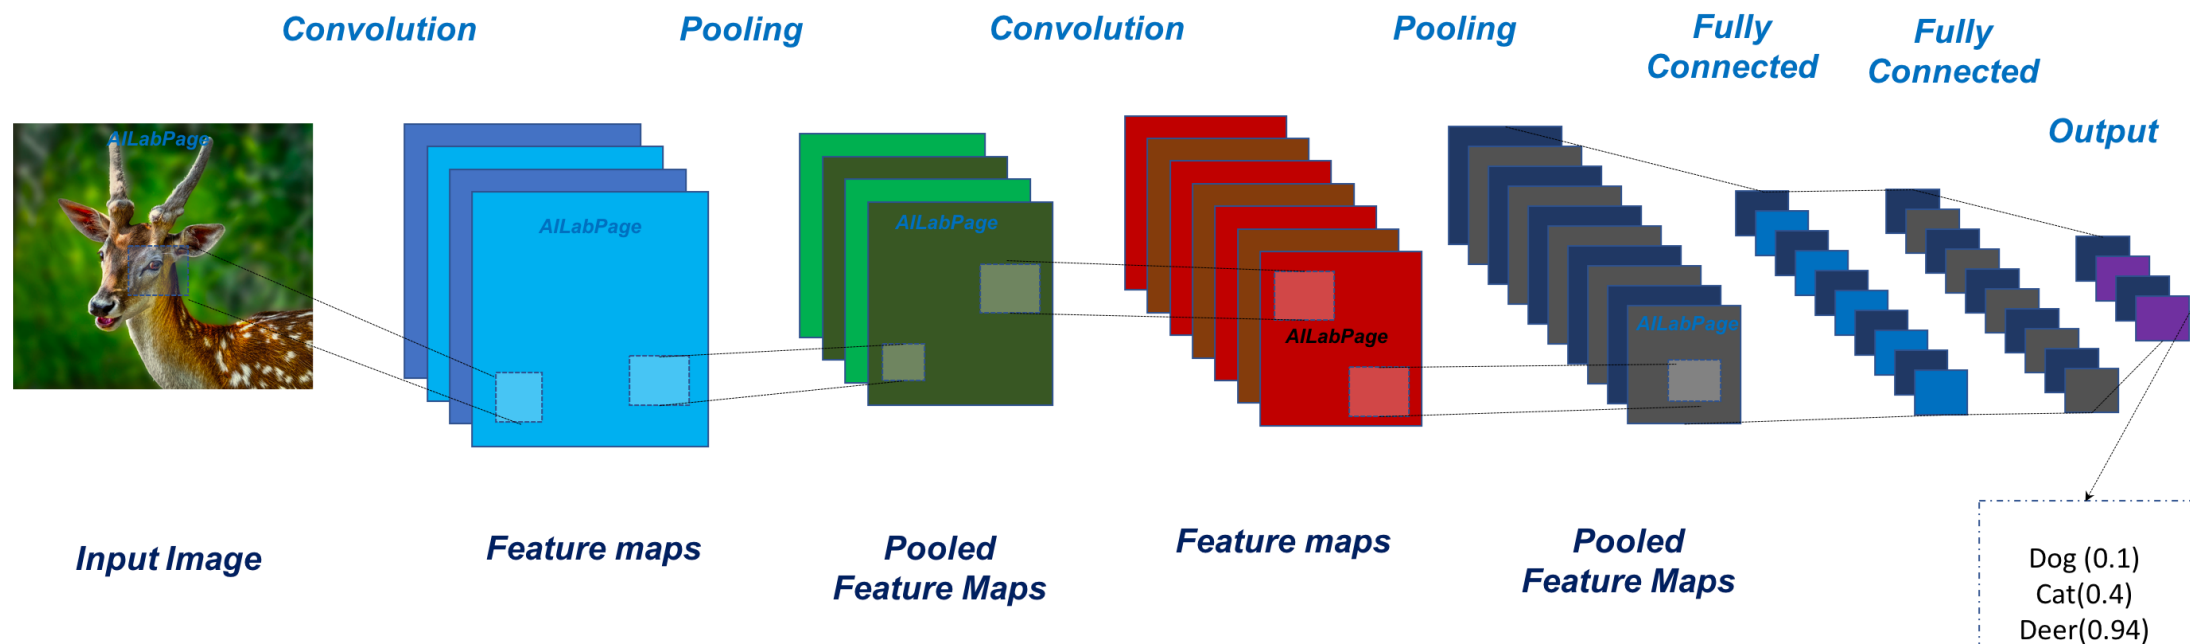 Convolution
Pooling
Convolution
Pooling
Fully
Connected
Fully
Connected
Output
AILabPage
AILabPage
AILabPage
AILabPage
AILabPage
Input Image
Feature maps
Pooled
Feature Maps
Feature maps
Pooled
Feature Maps
Dog (0.1)
Cat(0.4)
Deer(0.94)